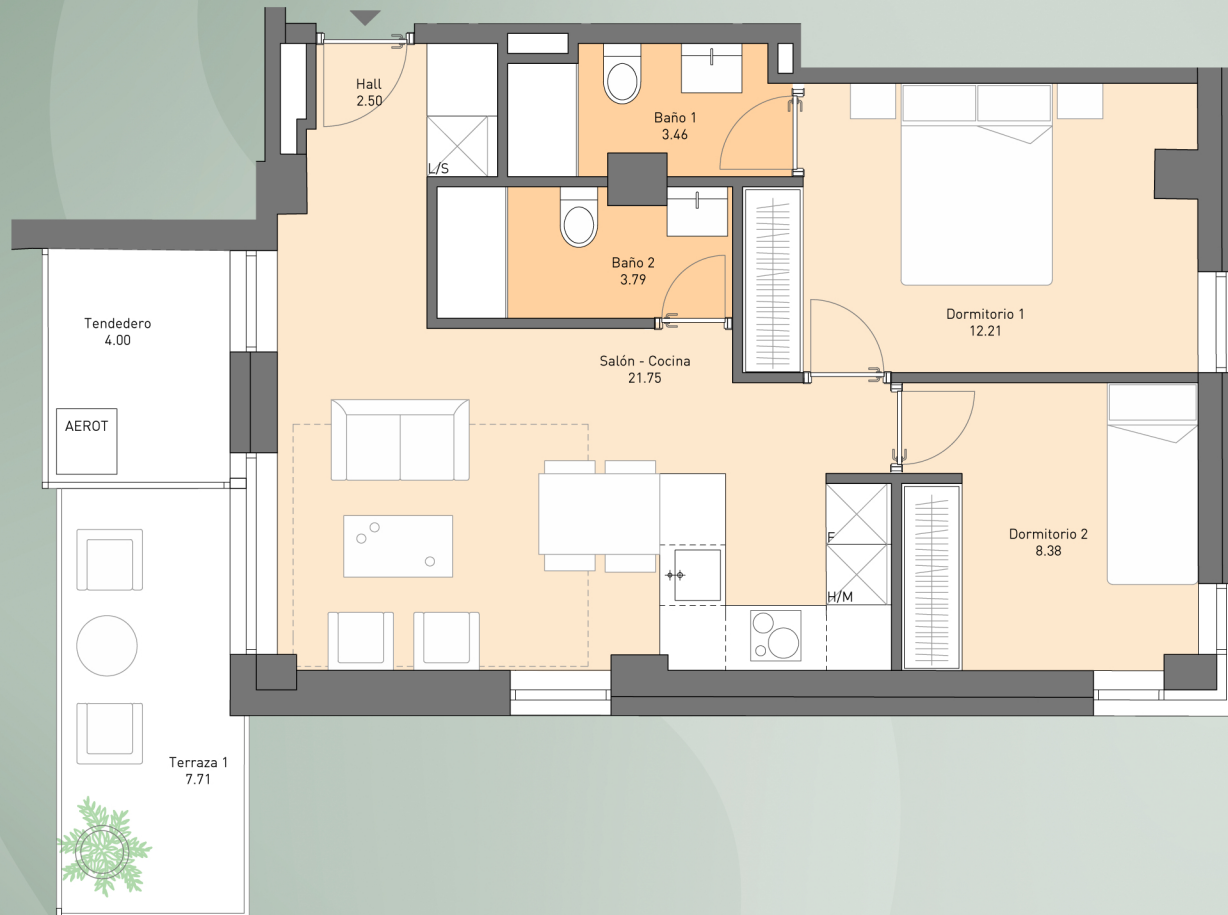 Hall
2.50
L/S
Baño 1
3.46
Baño 2
3.79
Tendedero
4.00
AEROT
Salón - Cocina
21.75
Dormitorio 1
12.21
Dormitorio 2
8.38
F
H/M
Terraza 1
7.71